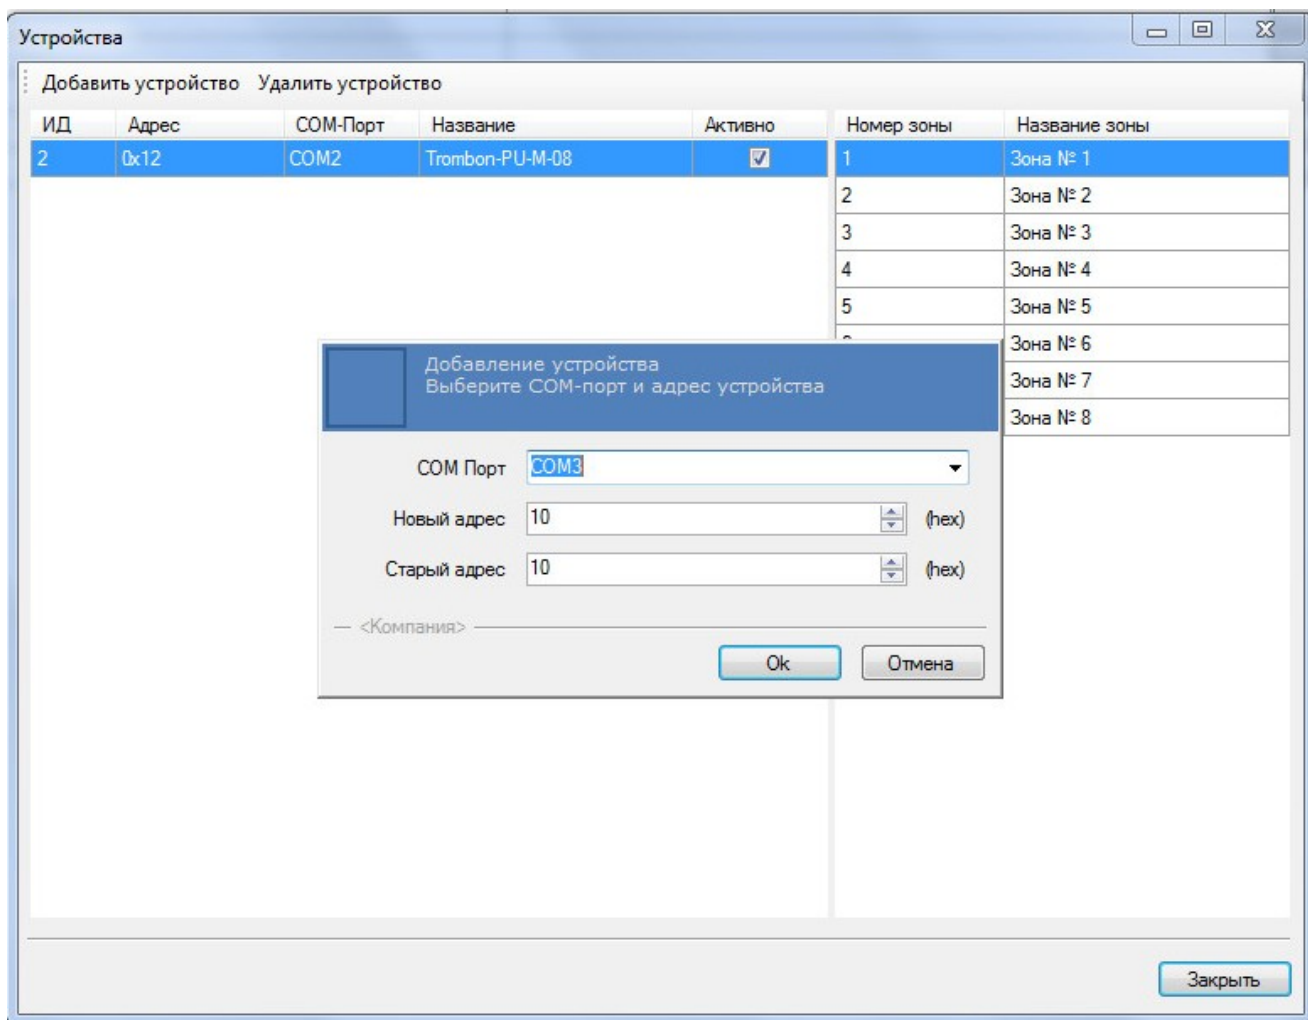 Устройства
Добавить устройство Удалить устройство
ИД Адрес COM-Порт Название Активно Номер зоны Название зоны
2 0x12 COM2 Trombon-PU-M-08 1 Зона № 1
2 Зона № 2
3 Зона № 3
4 Зона № 4
5 Зона № 5
Зона № 6
Зона № 7
Зона № 8
Добавление устройства
Выберите COM-порт и адрес устройства
COM Порт COM3
Новый адрес 10 (hex)
Старый адрес 10 (hex)
<Компания>
Ok Отмена
Закрыть